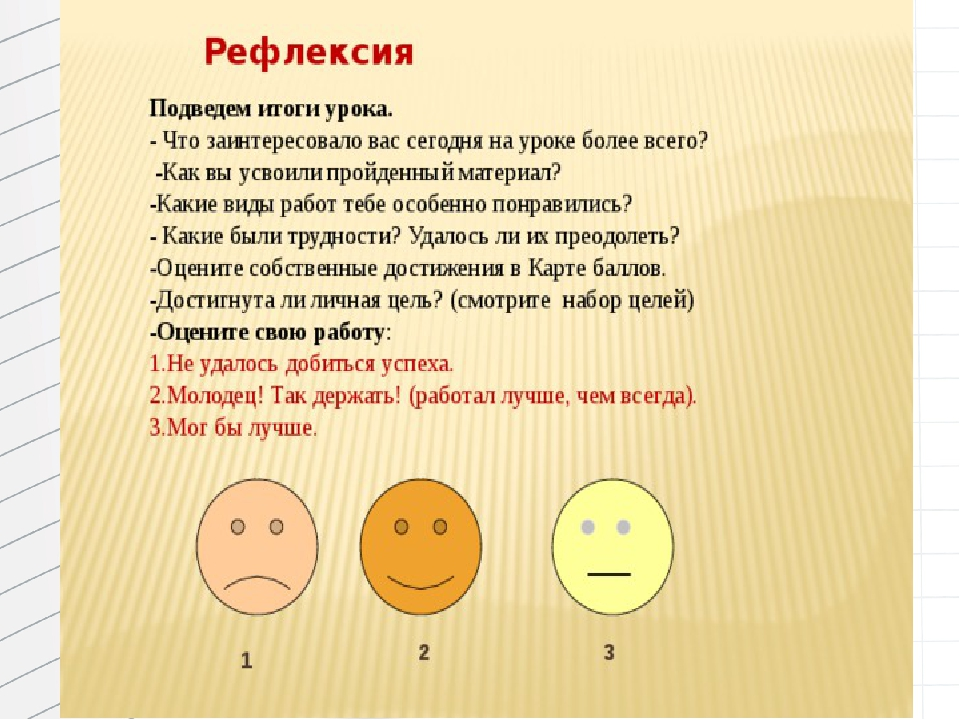 Рефлексия
Подведем итоги урока.
- Что заинтересовало вас сегодня на уроке более всего?
-Как вы усвоили пройденный материал?
-Какие виды работ тебе особенно понравились?
- Какие были трудности? Удалось ли их преодолеть?
-Оцените собственные достижения в Карте баллов.
-Достигнута ли личная цель? (смотрите  набор целей)
-Оцените свою работу:
1.Не удалось добиться успеха.
2.Молодец! Так держать! (работал лучше, чем всегда).
3.Мог бы лучше.
1 2 3